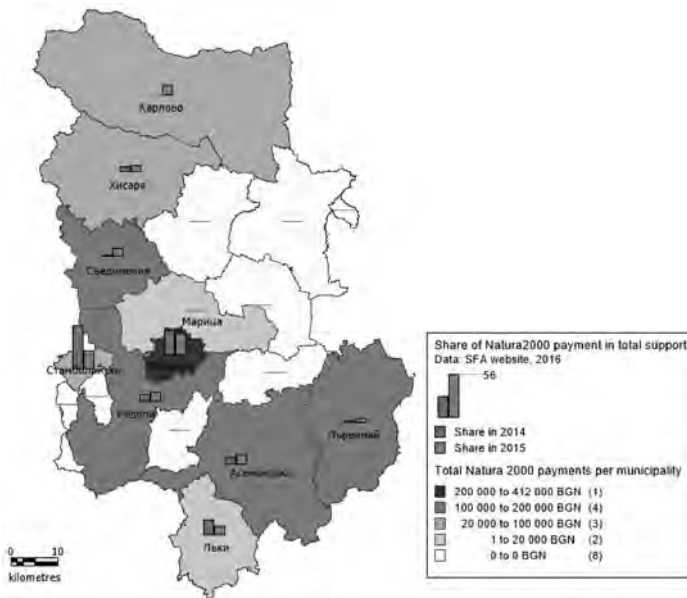 Карлово
Хисаря
Съединение
Марица
Стамболийски
Родопи
Първомай
Асеновград
Лъки
0 10
kilometres
Share of Natura2000 payment in total support
Data: SFA website, 2016
56
Share in 2014
Share in 2015
Total Natura 2000 payments per municipality
200 000 to 412 000 BGN (1)
100 000 to 200 000 BGN (4)
20 000 to 100 000 BGN (3)
1 to 20 000 BGN (2)
0 to 0 BGN (8)